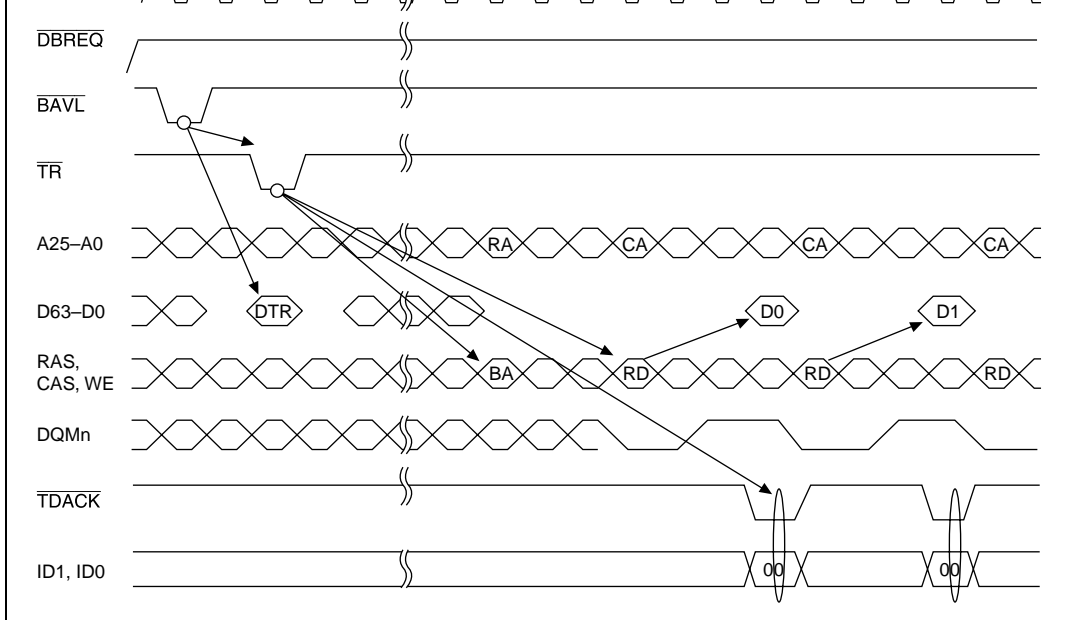 DBREQ
BAVL
TR
A25–A0 RA CA CA CA
D63–D0 DTR D0 D1
RAS,
CAS, WE BA RD RD RD
DQMn
TDACK
ID1, ID0 00 00